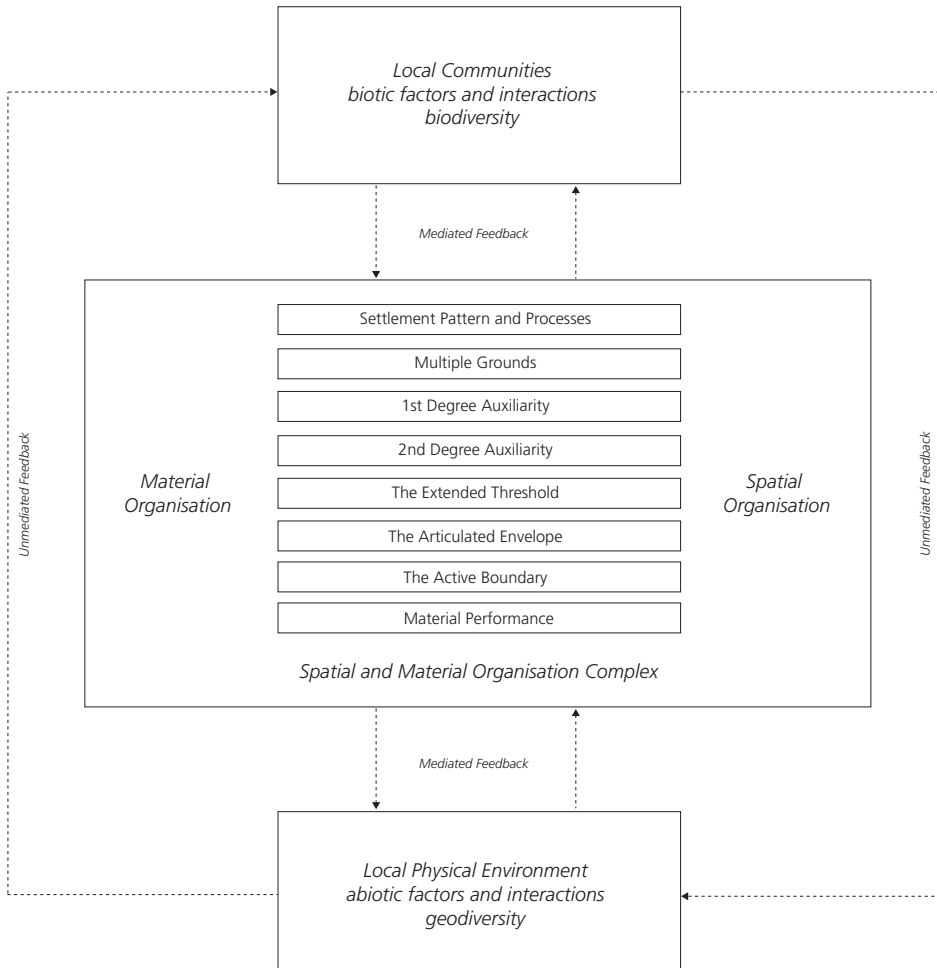 Local Communities
biotic factors and interactions
biodiversity
Mediated Feedback
Settlement Pattern and Processes
Multiple Grounds
1st Degree Auxiliarity
2nd Degree Auxiliarity
The Extended Threshold
The Articulated Envelope
The Active Boundary
Material Performance
Material
Organisation
Spatial
Organisation
Spatial and Material Organisation Complex
Unmediated Feedback
Unmediated Feedback
Mediated Feedback
Local Physical Environment
abiotic factors and interactions
geodiversity